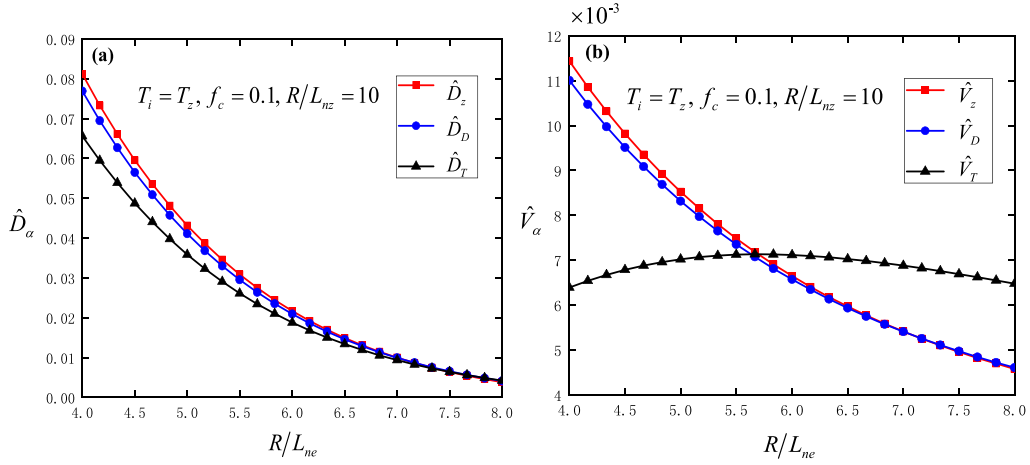 (a)
0.09
0.08
0.07
0.06
0.05
0.04
0.03
0.02
0.01
0.00
D̂_α
T_i = T_z, f_c = 0.1, R/L_nz = 10
D̂_z
D̂_D
D̂_T
4.0 4.5 5.0 5.5 6.0 6.5 7.0 7.5 8.0
R/L_ne
×10⁻³
(b)
12
11
10
9
8
7
6
5
4
V̂_α
T_i = T_z, f_c = 0.1, R/L_nz = 10
V̂_z
V̂_D
V̂_T
4.0 4.5 5.0 5.5 6.0 6.5 7.0 7.5 8.0
R/L_ne